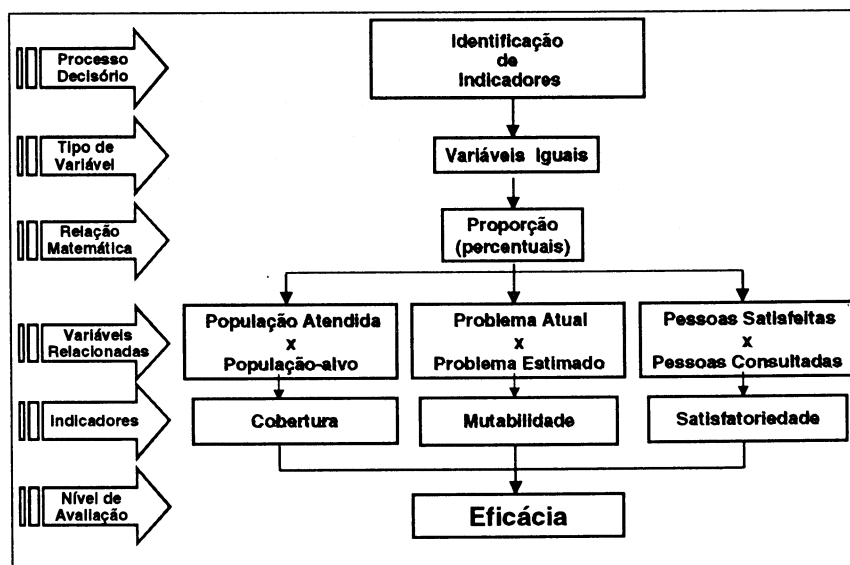 Processo
Decisório
Identificação
de
Indicadores
Tipo de
Variável
Variáveis Iguais
Relação
Matemática
Proporção
(percentuais)
Variáveis
Relacionadas
População Atendida
x
População-alvo
Problema Atual
x
Problema Estimado
Pessoas Satisfeitas
x
Pessoas Consultadas
Indicadores
Cobertura
Mutabilidade
Satisfatoriedade
Nível de
Avaliação
Eficácia